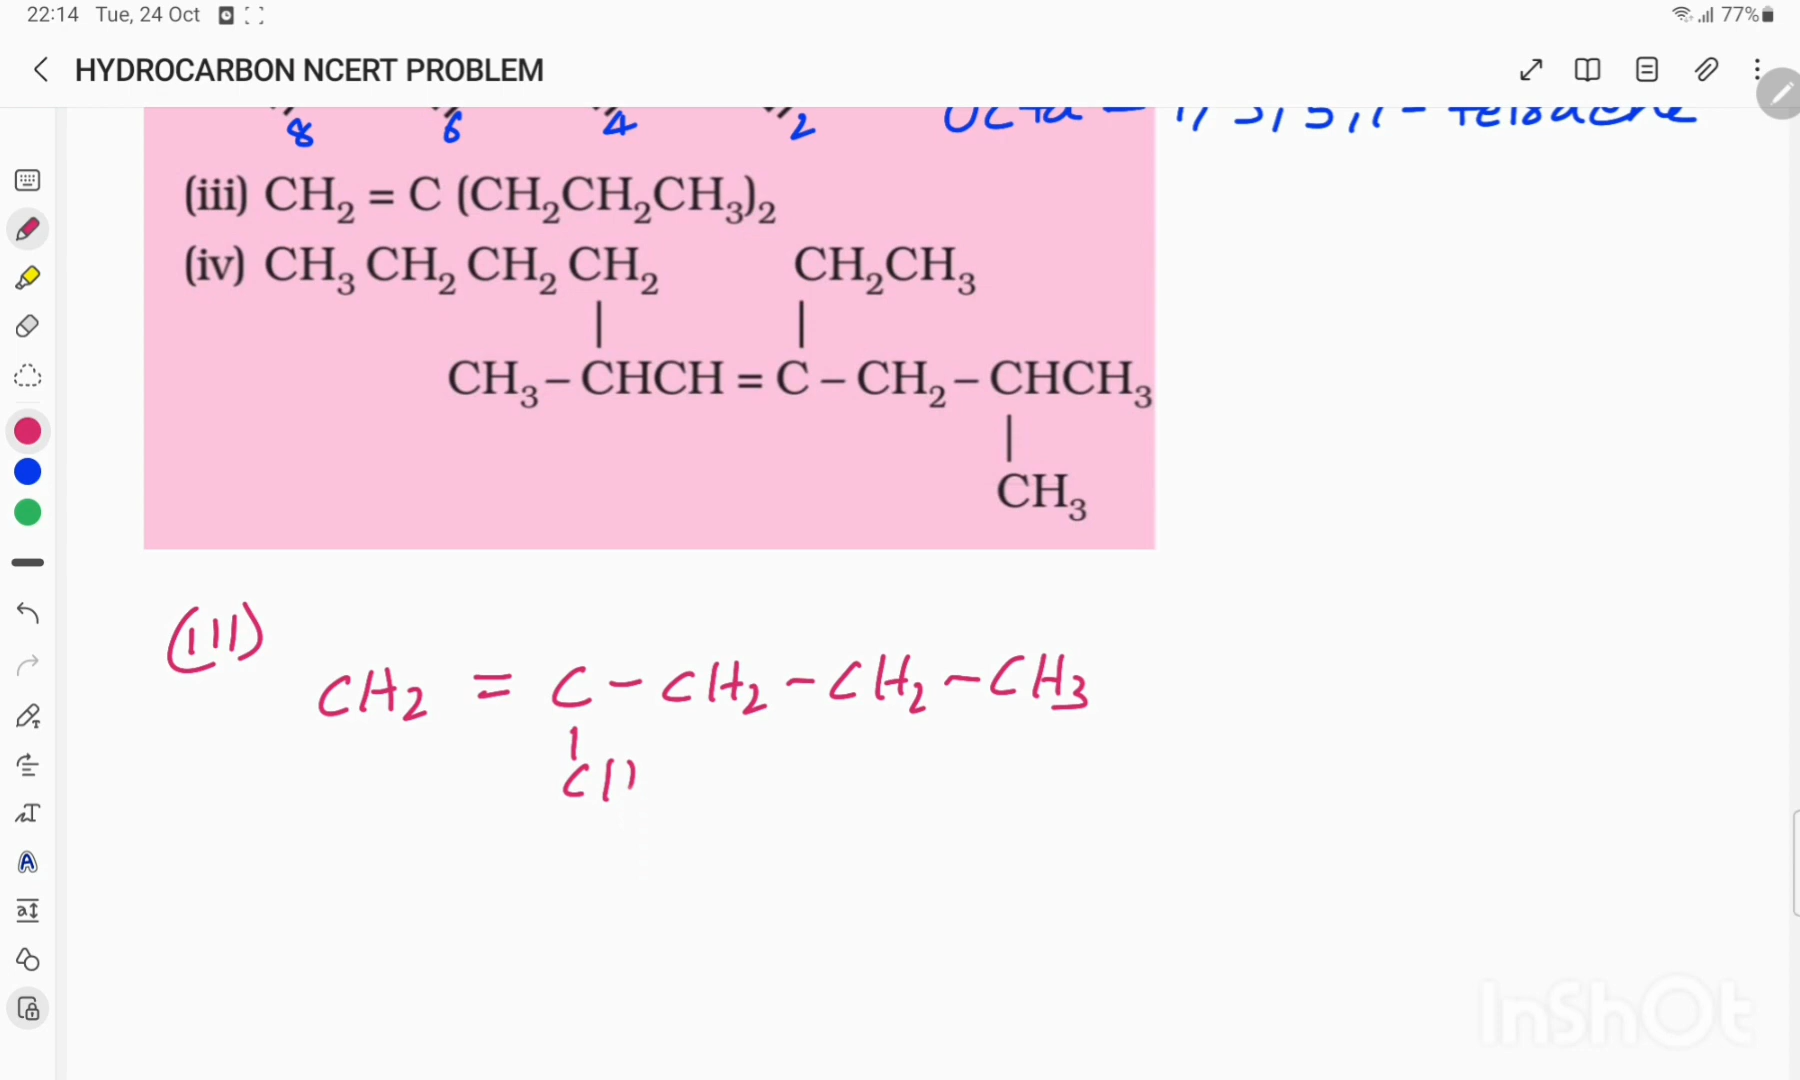 22:14 Tue, 24 Oct 77%
HYDROCARBON NCERT PROBLEM
8 6 4 2
(iii) CH₂ = C (CH₂CH₂CH₃)₂
(iv) CH₃ CH₂ CH₂ CH₂ CH₂CH₃
| |
CH₃ – CHCH = C – CH₂ – CHCH₃
|
CH₃
(iii)
CH₂ = C – CH₂ – CH₂ – CH₃
|
InShOt